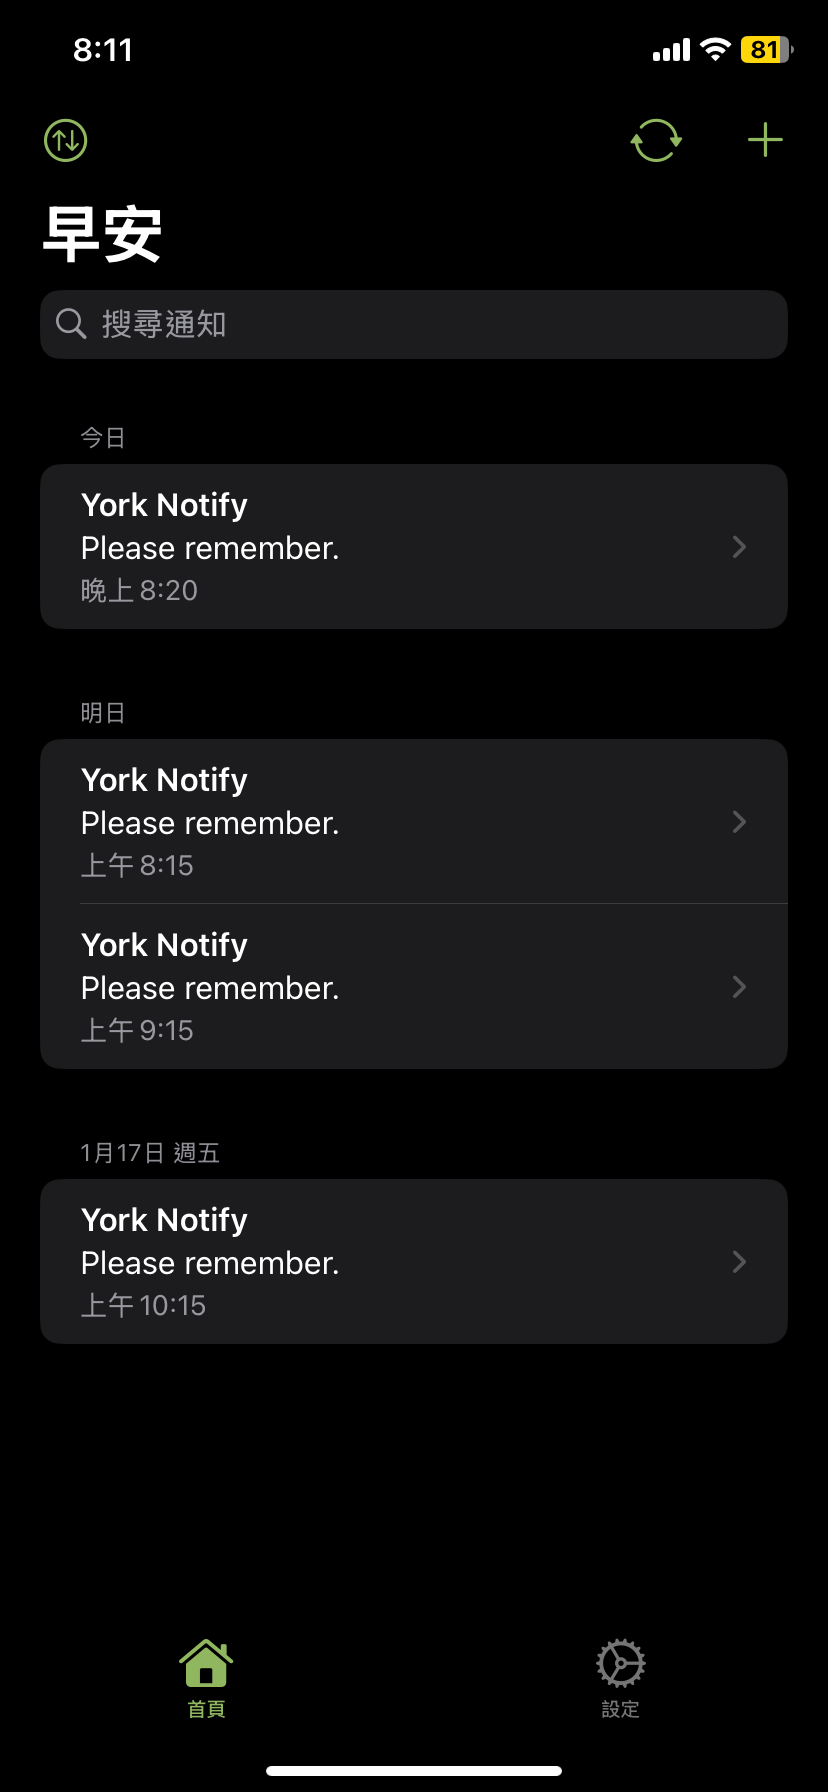 8:11
81
早安
搜尋通知
今日
York Notify
Please remember.
晚上 8:20
明日
York Notify
Please remember.
上午 8:15
York Notify
Please remember.
上午 9:15
1月17日 週五
York Notify
Please remember.
上午 10:15
首頁
設定